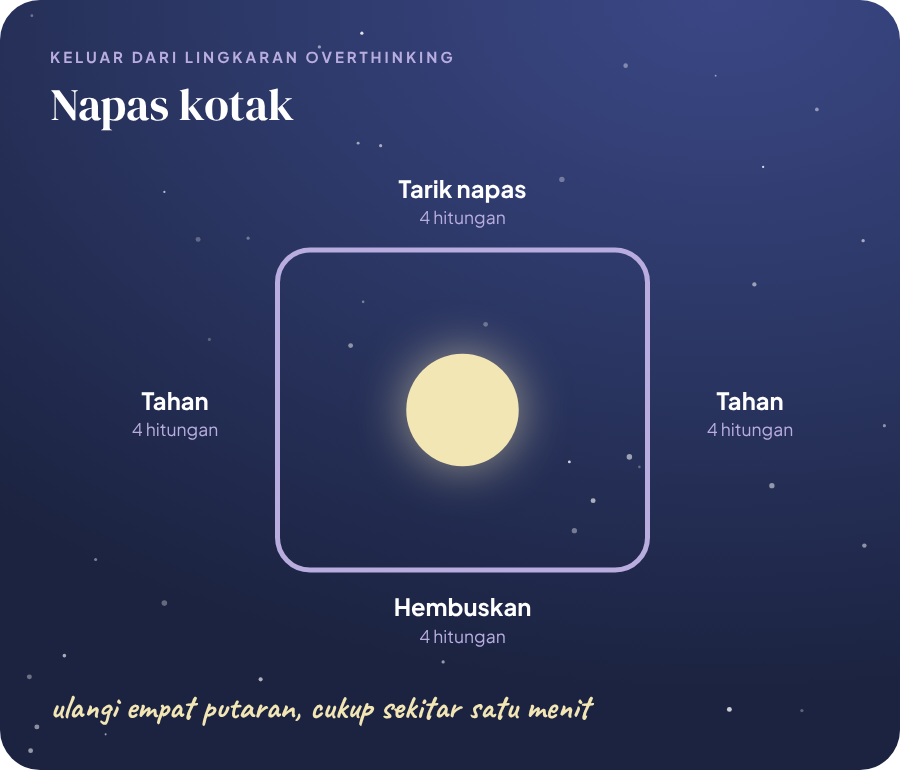 KELUAR DARI LINGKARAN OVERTHINKING
Napas kotak
Tarik napas
4 hitungan
Tahan
4 hitungan
Tahan
4 hitungan
Hembuskan
4 hitungan
ulangi empat putaran, cukup sekitar satu menit